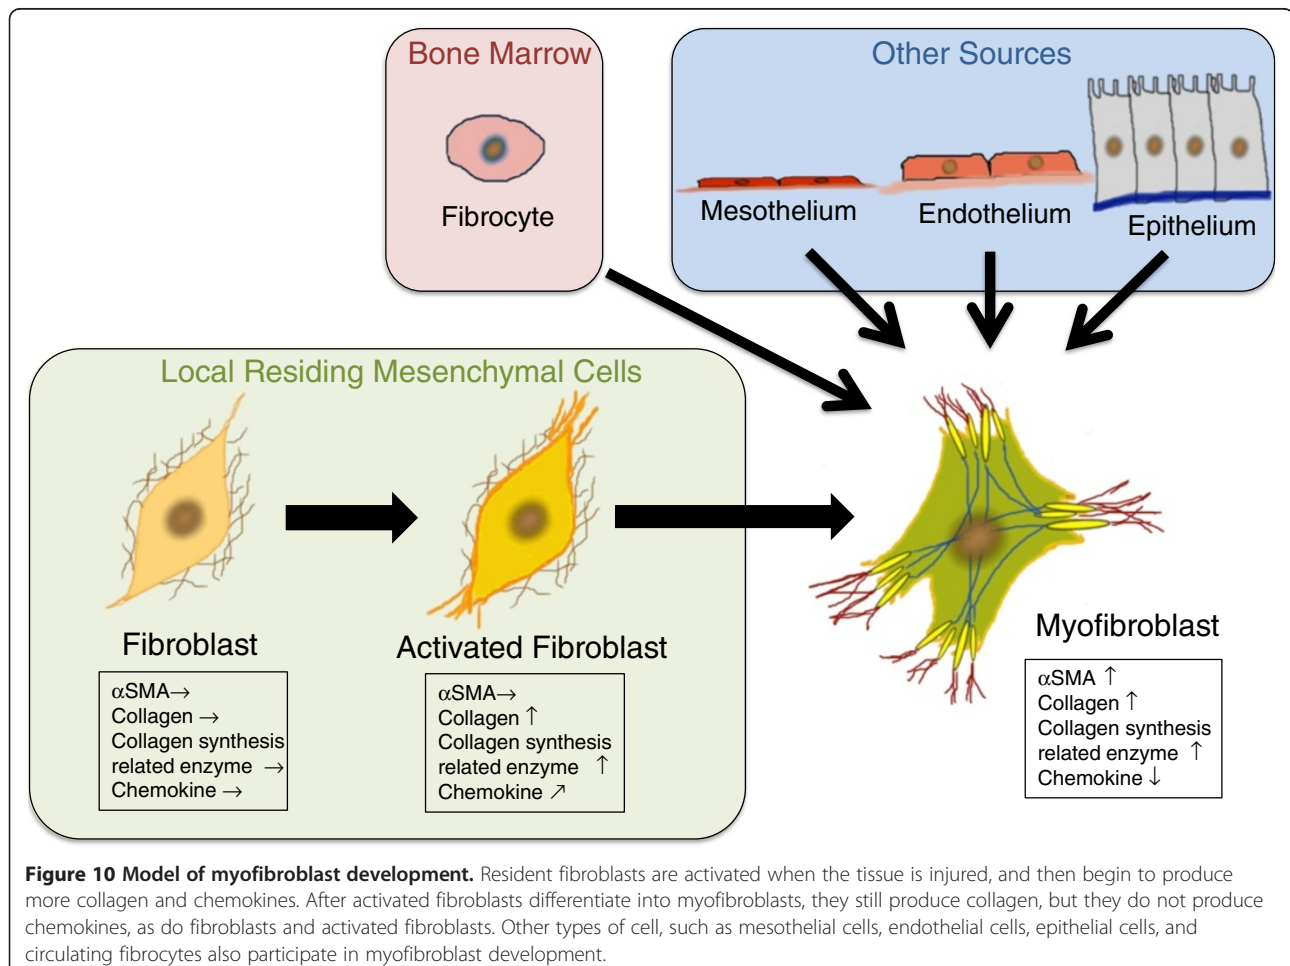 Bone Marrow
Fibrocyte
Other Sources
Mesothelium
Endothelium
Epithelium
Local Residing Mesenchymal Cells
Fibroblast
αSMA→
Collagen →
Collagen synthesis
related enzyme →
Chemokine →
Activated Fibroblast
αSMA→
Collagen ↑
Collagen synthesis
related enzyme ↑
Chemokine ↗
Myofibroblast
αSMA ↑
Collagen ↑
Collagen synthesis
related enzyme ↑
Chemokine ↓
Figure 10 Model of myofibroblast development. Resident fibroblasts are activated when the tissue is injured, and then begin to produce
more collagen and chemokines. After activated fibroblasts differentiate into myofibroblasts, they still produce collagen, but they do not produce
chemokines, as do fibroblasts and activated fibroblasts. Other types of cell, such as mesothelial cells, endothelial cells, epithelial cells, and
circulating fibrocytes also participate in myofibroblast development.